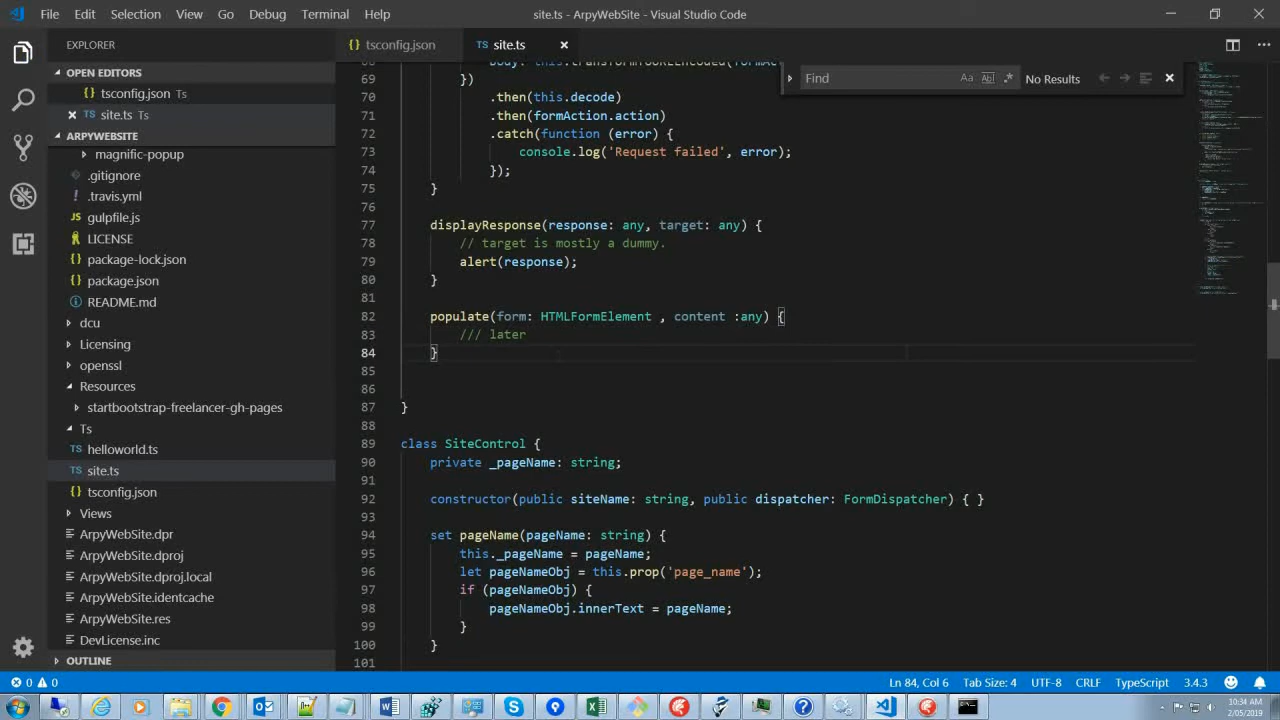 File Edit Selection View Go Debug Terminal Help
site.ts - ArpyWebSite - Visual Studio Code
EXPLORER
OPEN EDITORS
tsconfig.json Ts
site.ts Ts
ARPYWEBSITE
magnific-popup
.gitignore
.travis.yml
gulpfile.js
LICENSE
package-lock.json
package.json
README.md
dcu
Licensing
openssl
Resources
startbootstrap-freelancer-gh-pages
Ts
helloworld.ts
site.ts
tsconfig.json
Views
ArpyWebSite.dpr
ArpyWebSite.dproj
ArpyWebSite.dproj.local
ArpyWebSite.identcache
ArpyWebSite.res
DevLicense.inc
OUTLINE
{} tsconfig.json TS site.ts
Find Aa Abl .* No Results
69 })
70 .then(this.decode)
71 .then(formAction.action)
72 .catch(function (error) {
73 console.log('Request failed', error);
74 });
75 }
76
77 displayResponse(response: any, target: any) {
78 // target is mostly a dummy.
79 alert(response);
80
81
82 populate(form: HTMLFormElement , content :any) {
83 /// later
84 }
85
86
87 }
88
89 class SiteControl {
90 private _pageName: string;
91
92 constructor(public siteName: string, public dispatcher: FormDispatcher) { }
93
94 set pageName(pageName: string) {
95 this._pageName = pageName;
96 let pageNameObj = this.prop('page_name');
97 if (pageNameObj) {
98 pageNameObj.innerText = pageName;
99 }
100 }
101
0 0 Ln 84, Col 6 Tab Size: 4 UTF-8 CRLF TypeScript 3.4.3
10:34 AM
2/05/2019